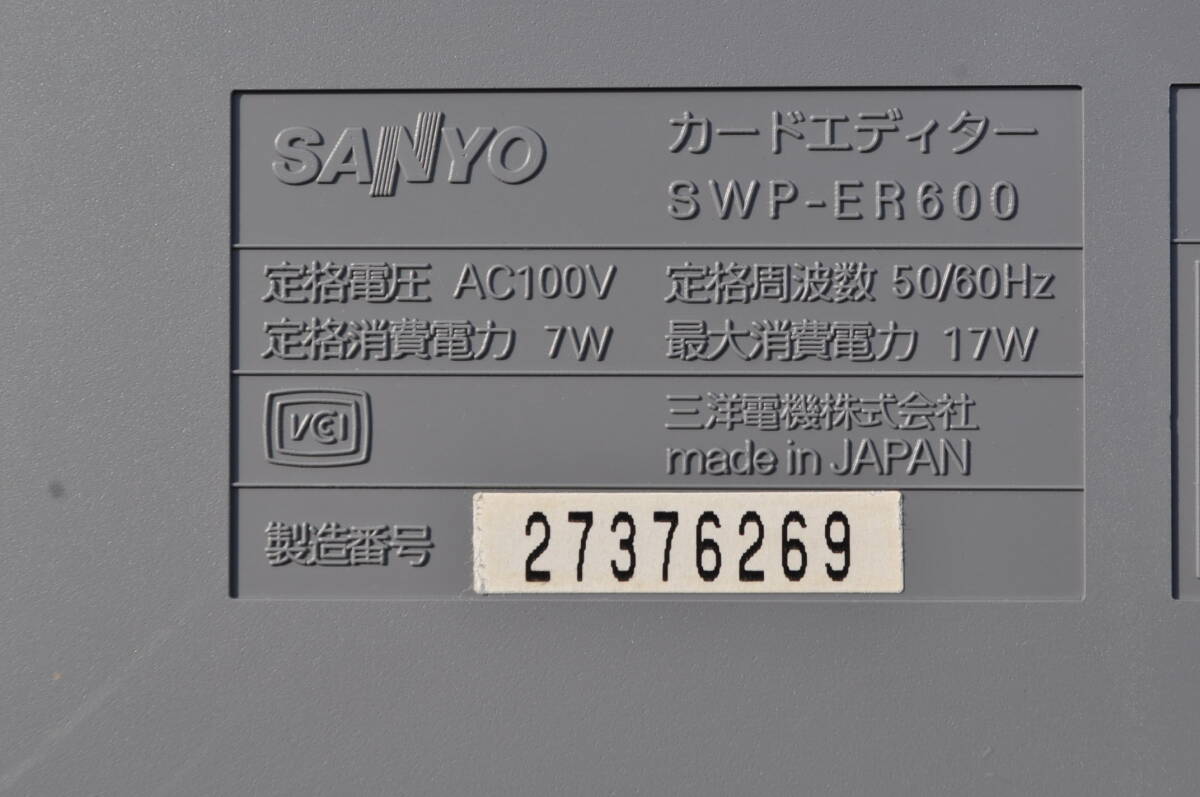 SANYO
カードエディター
SWP-ER600
定格電圧 AC100V 定格周波数 50/60Hz
定格消費電力 7W 最大消費電力 17W
VCCI
三洋電機株式会社
made in JAPAN
製造番号 27376269